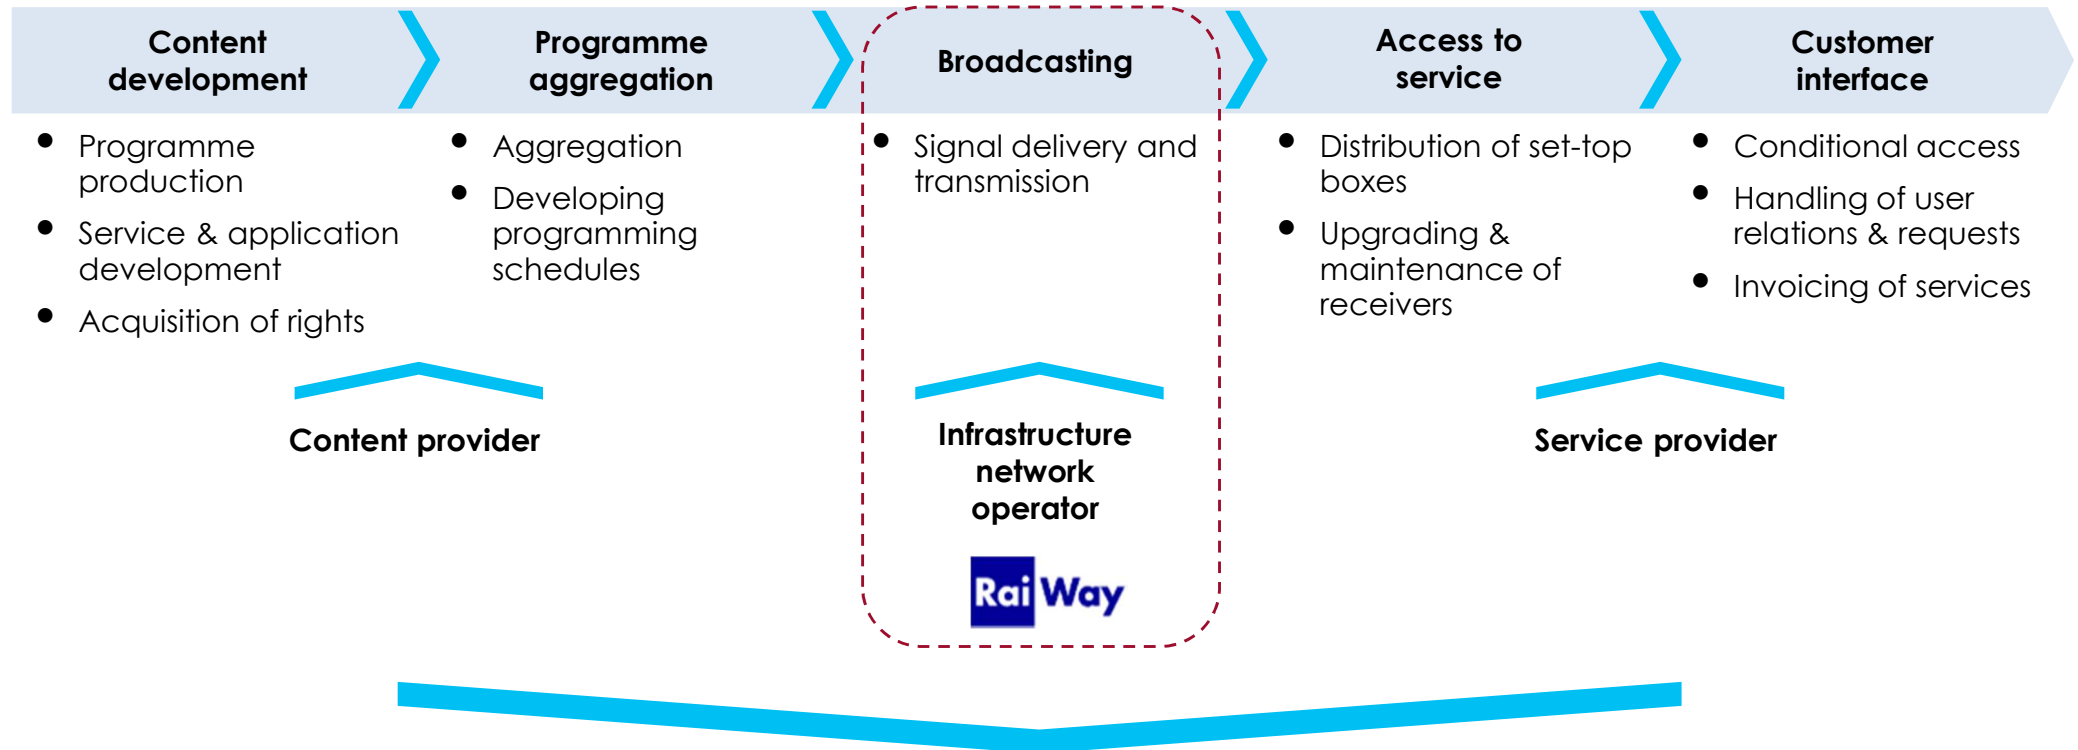 Content
development
Programme
aggregation
Broadcasting
Access to
service
Customer
interface
• Programme
production
• Service & application
development
• Acquisition of rights
• Aggregation
• Developing
programming
schedules
• Signal delivery and
transmission
• Distribution of set-top
boxes
• Upgrading &
maintenance of
receivers
• Conditional access
• Handling of user
relations & requests
• Invoicing of services
Content provider
Infrastructure
network
operator
Rai Way
Service provider